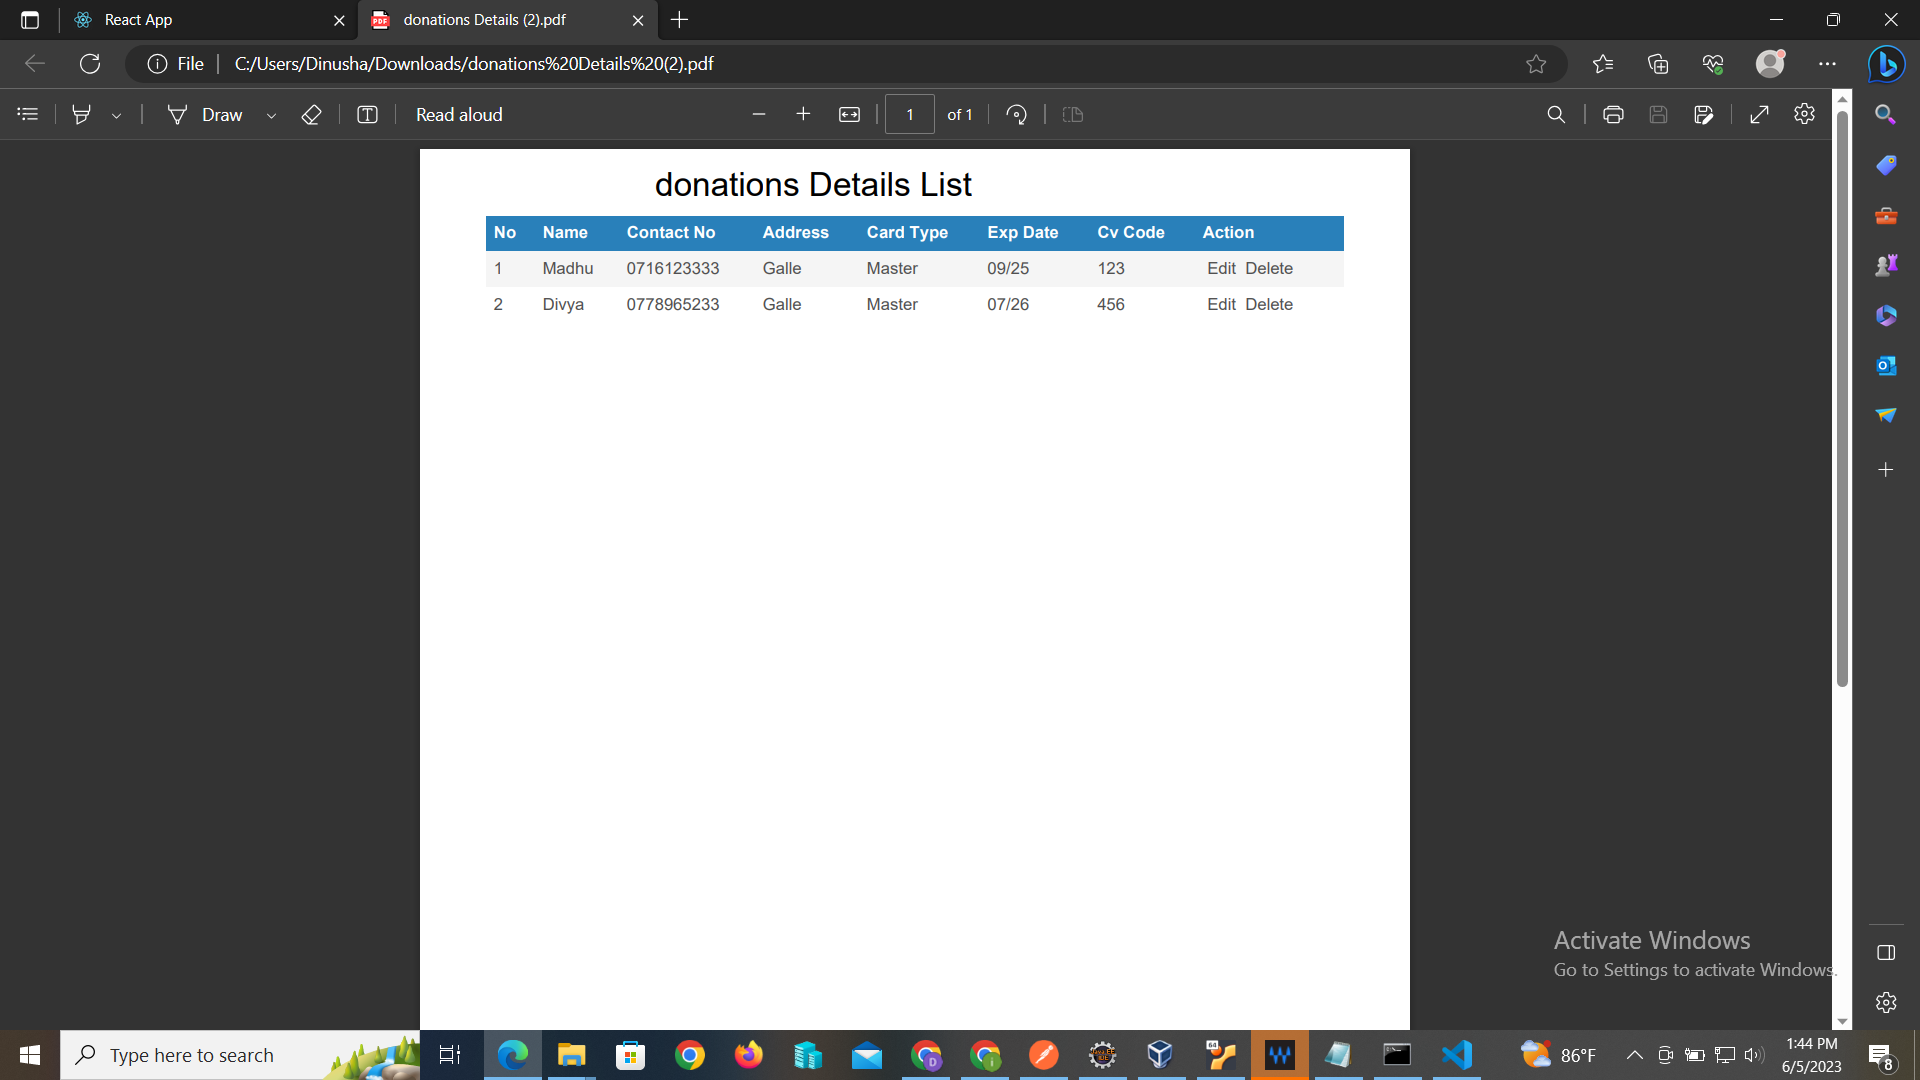 React App
donations Details (2).pdf
File
C:/Users/Dinusha/Downloads/donations%20Details%20(2).pdf
Draw
Read aloud
1
of 1
donations Details List
No Name Contact No Address Card Type Exp Date Cv Code Action
1 Madhu 0716123333 Galle Master 09/25 123 Edit Delete
2 Divya 0778965233 Galle Master 07/26 456 Edit Delete
Activate Windows
Go to Settings to activate Windows.
Type here to search
86°F
1:44 PM
6/5/2023
8